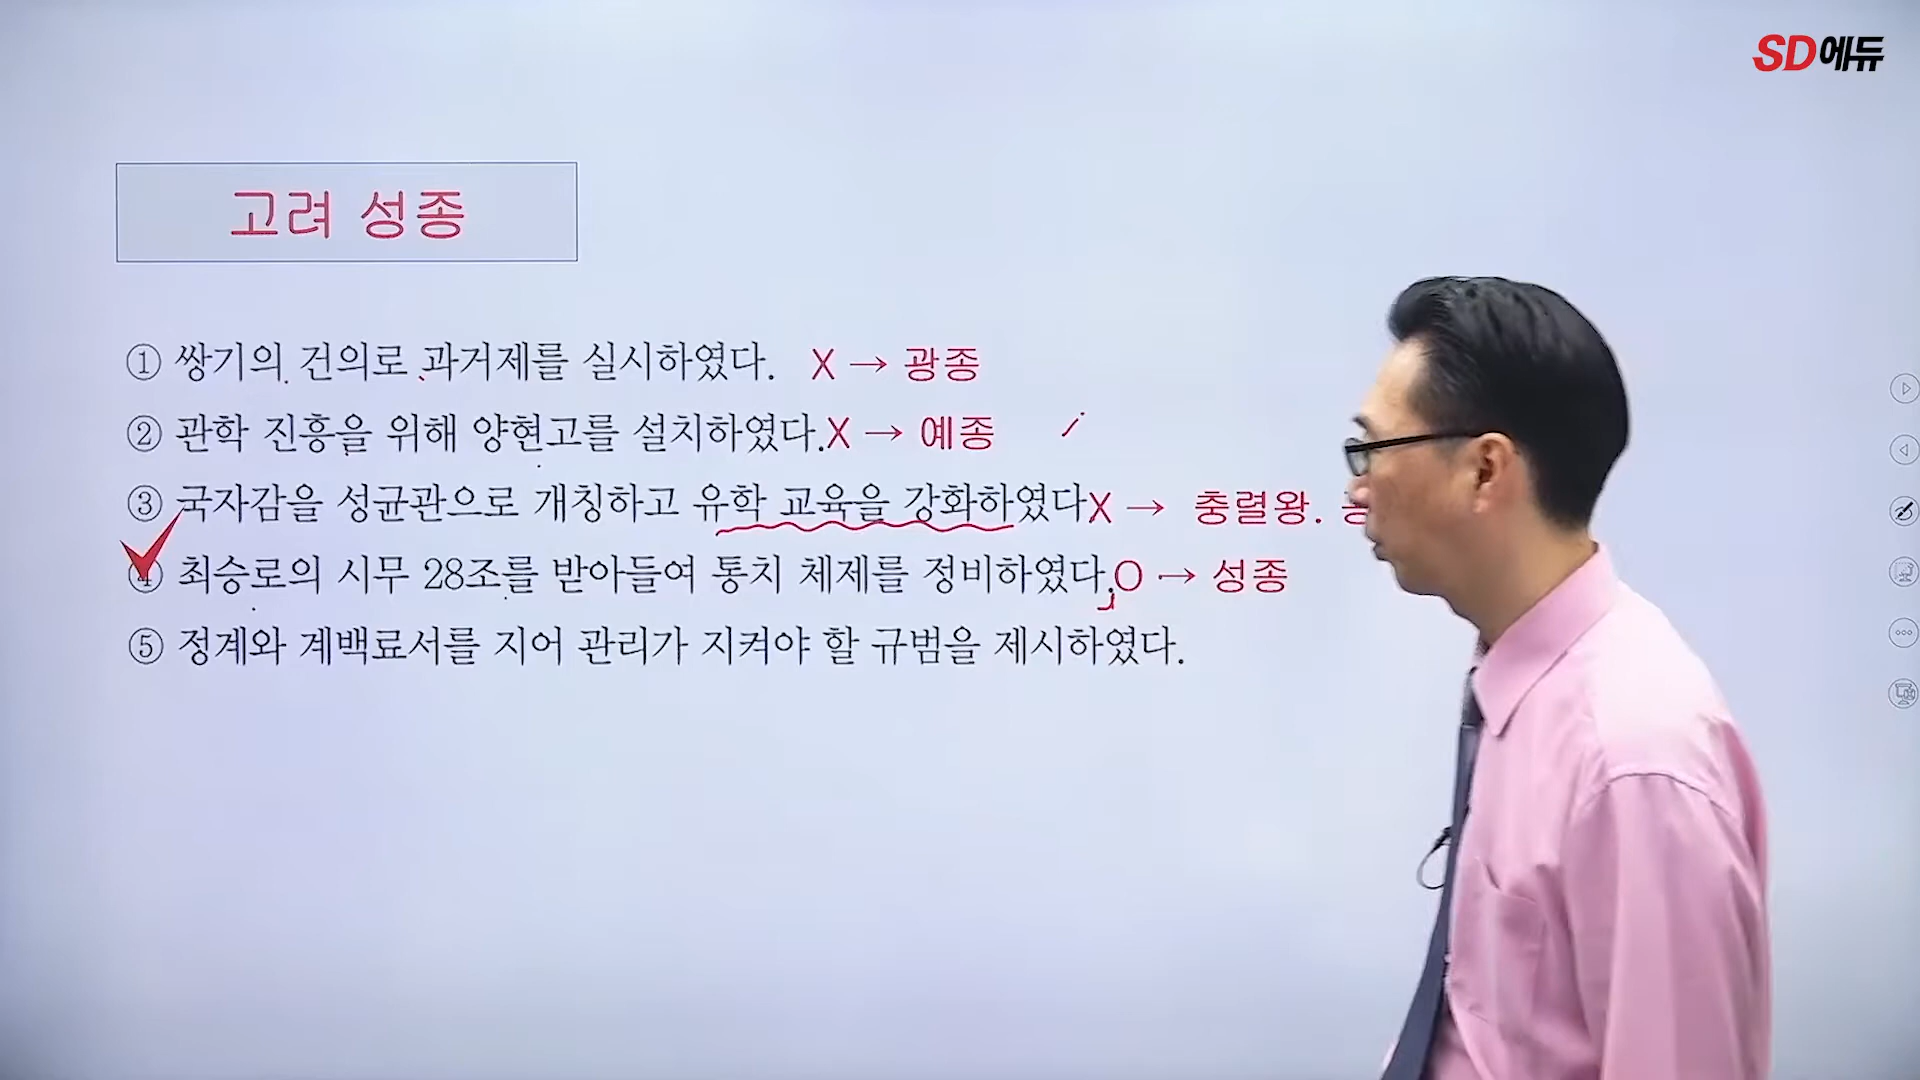 SD에듀
고려 성종
① 쌍기의 건의로 과거제를 실시하였다. X → 광종
② 관학 진흥을 위해 양현고를 설치하였다. X → 예종
③ 국자감을 성균관으로 개칭하고 유학 교육을 강화하였다 X → 충렬왕.
④ 최승로의 시무 28조를 받아들여 통치 체제를 정비하였다. O → 성종
⑤ 정계와 계백료서를 지어 관리가 지켜야 할 규범을 제시하였다.